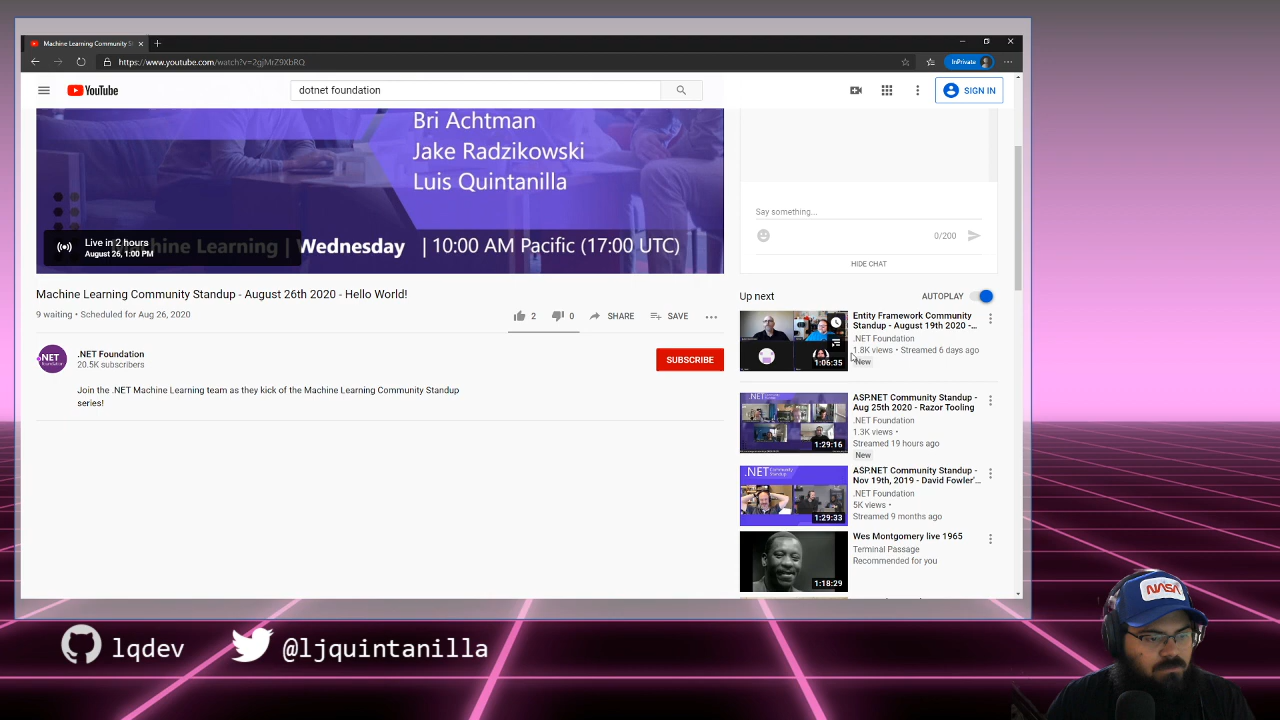 Machine Learning Community S
https://www.youtube.com/watch?v=2gjMrZ9XbRQ
InPrivate
YouTube
dotnet foundation
SIGN IN
Bri Achtman
Jake Radzikowski
Luis Quintanilla
Live in 2 hours
August 26, 1:00 PM
hine Learning | Wednesday | 10:00 AM Pacific (17:00 UTC)
Machine Learning Community Standup - August 26th 2020 - Hello World!
9 waiting • Scheduled for Aug 26, 2020
2
0
SHARE
SAVE
.NET
.NET Foundation
20.5K subscribers
SUBSCRIBE
Join the .NET Machine Learning team as they kick of the Machine Learning Community Standup
series!
Say something...
0/200
HIDE CHAT
Up next
AUTOPLAY
1:06:35
Entity Framework Community
Standup - August 19th 2020 -...
.NET Foundation
1.8K views • Streamed 6 days ago
New
.NET
1:29:16
ASP.NET Community Standup -
Aug 25th 2020 - Razor Tooling
.NET Foundation
1.3K views •
Streamed 19 hours ago
New
.NET Community
Standup
1:29:33
ASP.NET Community Standup -
Nov 19th, 2019 - David Fowler'...
.NET Foundation
5K views •
Streamed 9 months ago
1:18:29
Wes Montgomery live 1965
Terminal Passage
Recommended for you
lqdev
@ljquintanilla
NASA